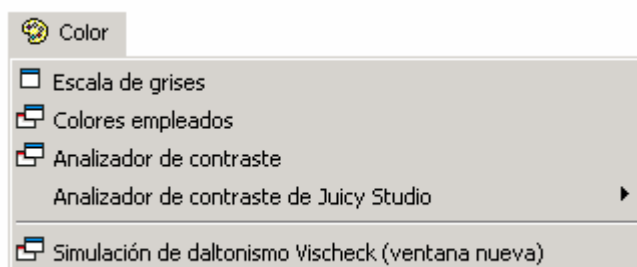 Color
Escala de grises
Colores empleados
Analizador de contraste
Analizador de contraste de Juicy Studio
Simulación de daltonismo Vischeck (ventana nueva)